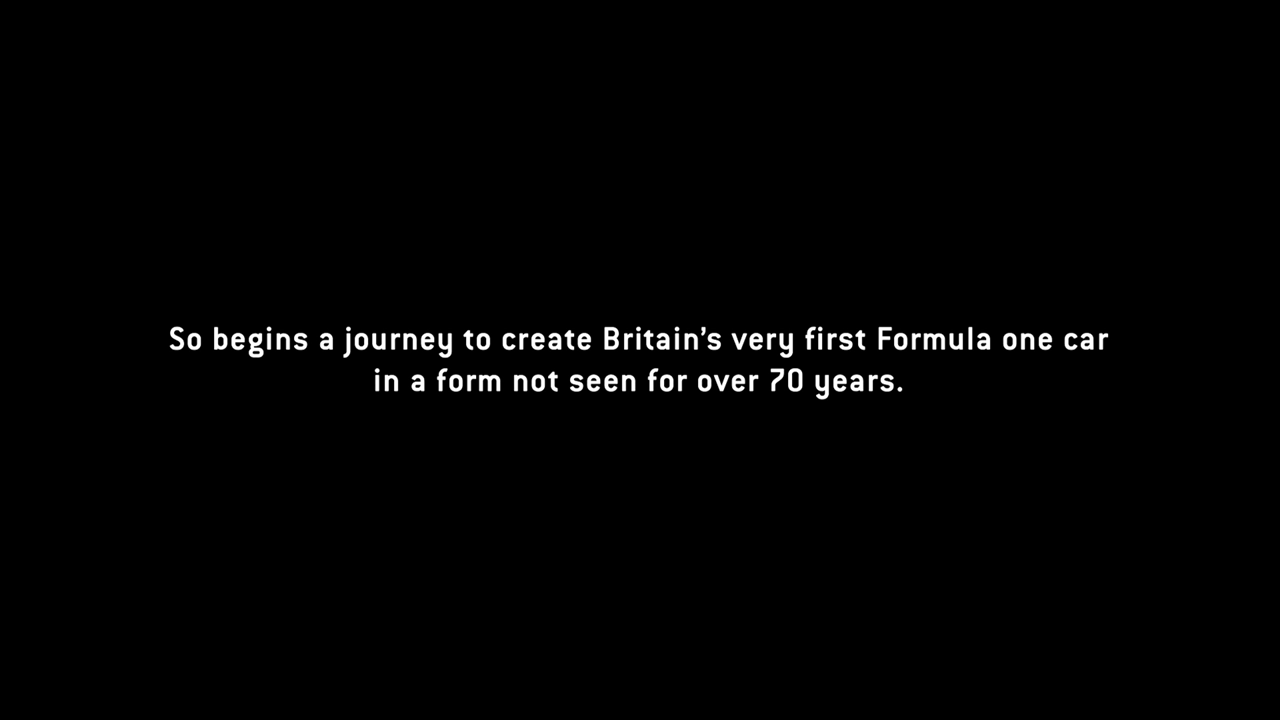 So begins a journey to create Britain’s very first Formula one car
in a form not seen for over 70 years.